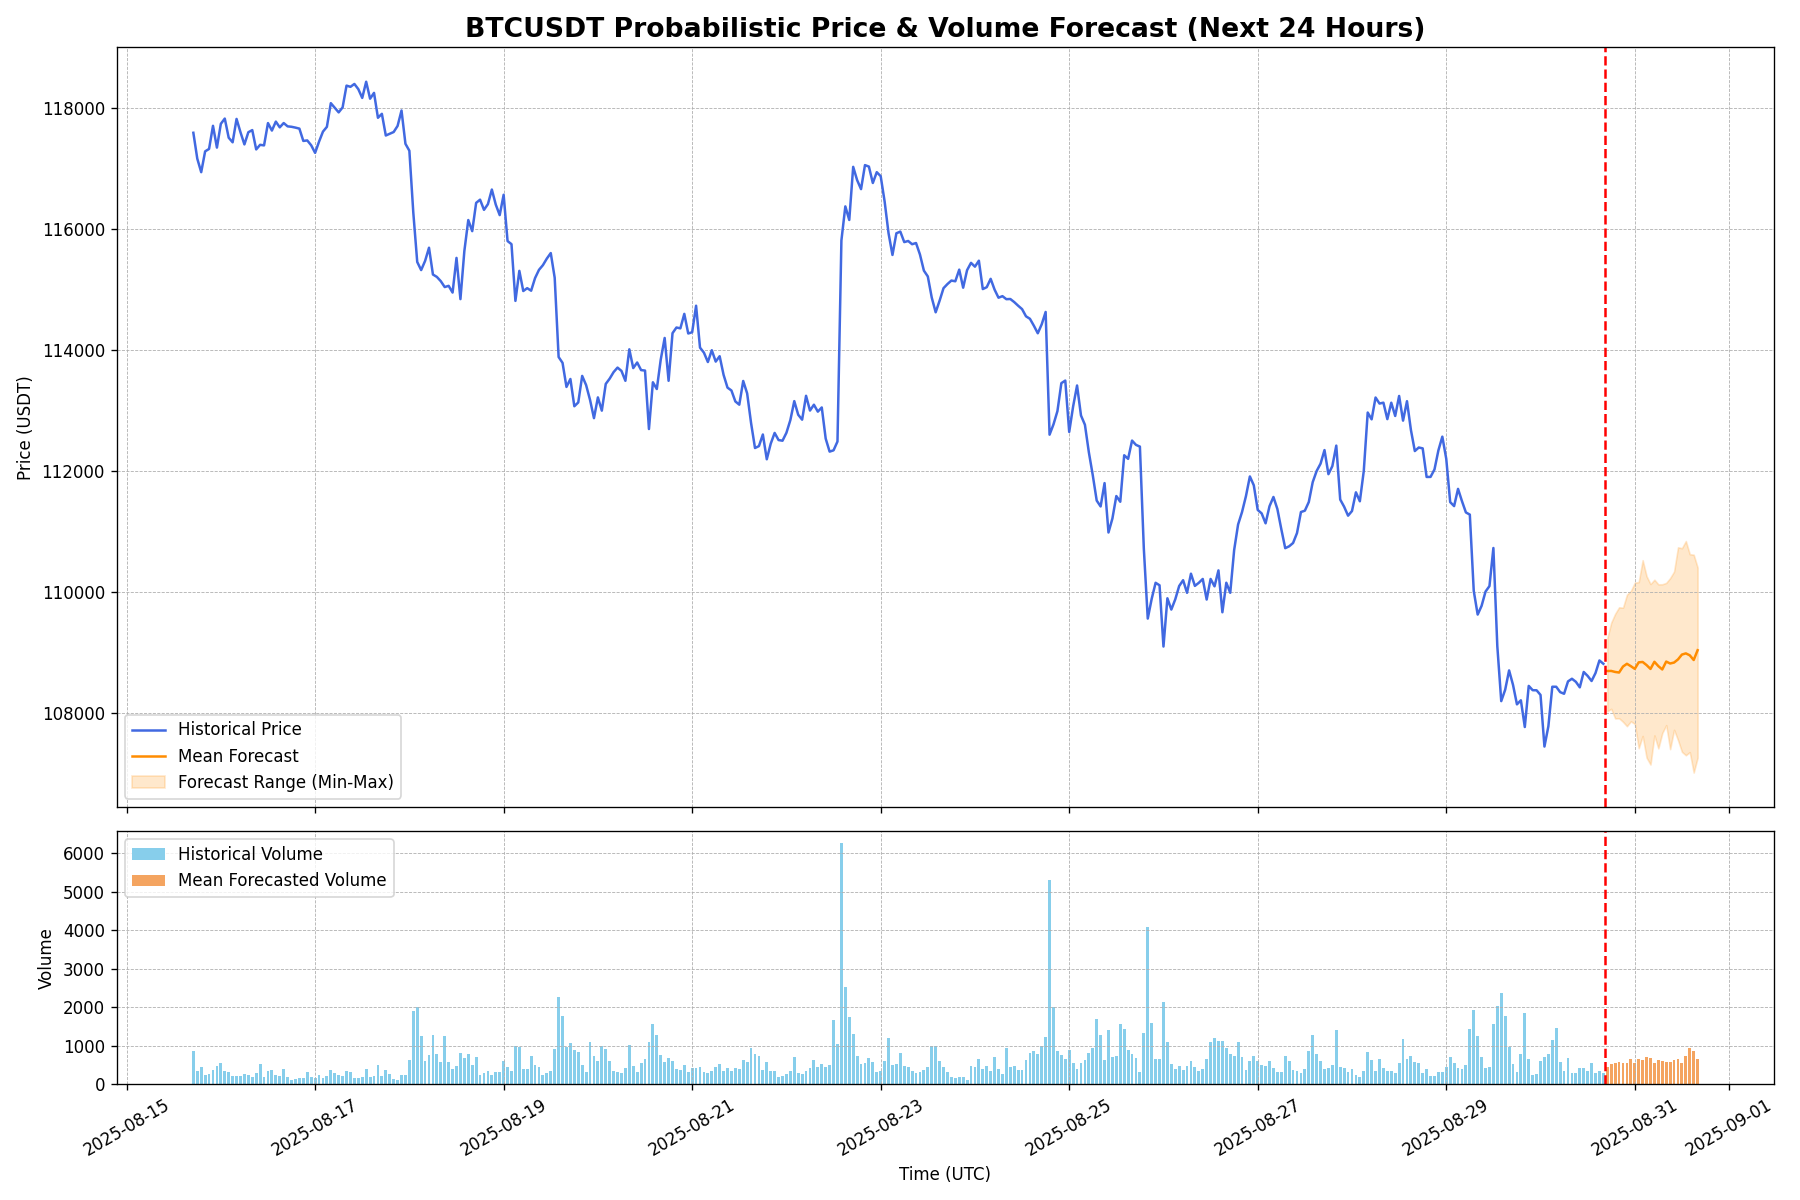 BTCUSDT Probabilistic Price & Volume Forecast (Next 24 Hours)
118000
116000
114000
112000
110000
108000
Price (USDT)
Historical Price
Mean Forecast
Forecast Range (Min-Max)
6000
5000
4000
3000
2000
1000
0
Volume
Historical Volume
Mean Forecasted Volume
2025-08-15
2025-08-17
2025-08-19
2025-08-21
2025-08-23
2025-08-25
2025-08-27
2025-08-29
2025-08-31
2025-09-01
Time (UTC)